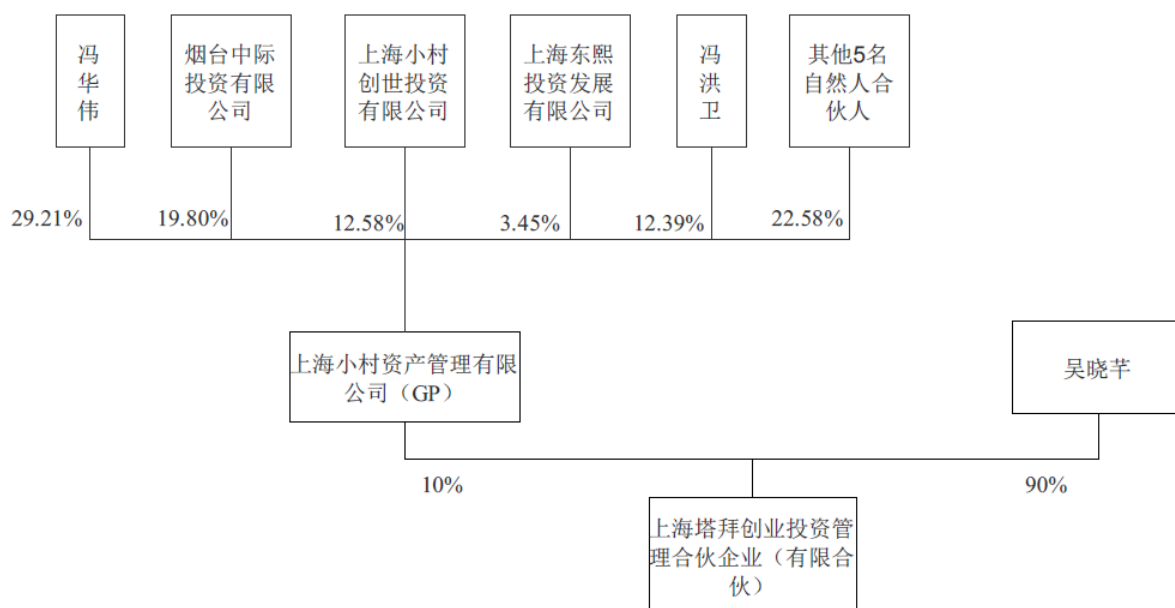 冯
华
伟
烟台中际
投资有限
公司
上海小村
创世投资
有限公司
上海东熙
投资发展
有限公司
冯
洪
卫
其他5名
自然人合
伙人
29.21%
19.80%
12.58%
3.45%
12.39%
22.58%
上海小村资产管理有限
公司（GP）
吴晓芊
10%
90%
上海塔拜创业投资管
理合伙企业（有限合
伙）